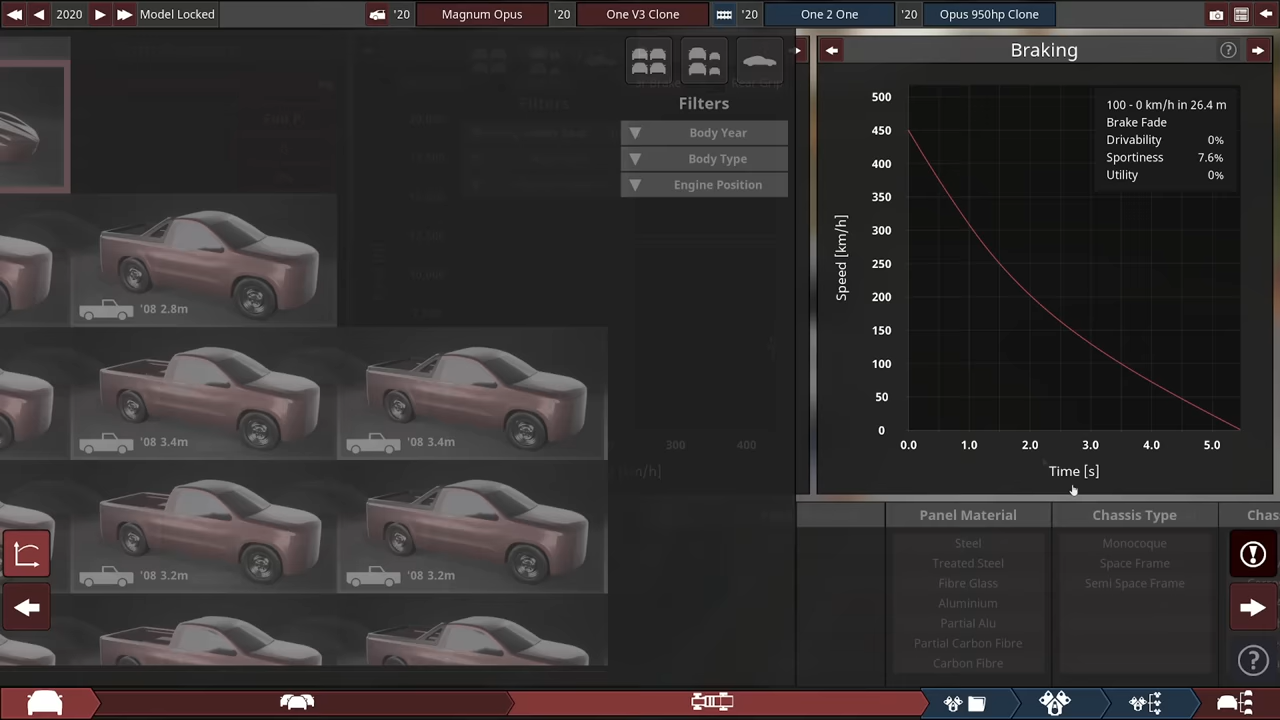 2020
Model Locked
'20
Magnum Opus
'20
One V3 Clone
'20
One 2 One
'20
Opus 950hp Clone
Filters
Body Year
Body Type
Engine Position
Filters
'08 2.8m
'08 3.4m
'08 3.4m
'08 3.2m
'08 3.2m
300
400
Braking
?
500
450
400
350
300
250
200
150
100
50
0
Speed [km/h]
100 - 0 km/h in 26.4 m
Brake Fade
Drivability 0%
Sportiness 7.6%
Utility 0%
0.0
1.0
2.0
3.0
4.0
5.0
Time [s]
Panel Material
Steel
Treated Steel
Fibre Glass
Aluminium
Partial Alu
Partial Carbon Fibre
Carbon Fibre
Chassis Type
Monocoque
Space Frame
Semi Space Frame
Chas
?